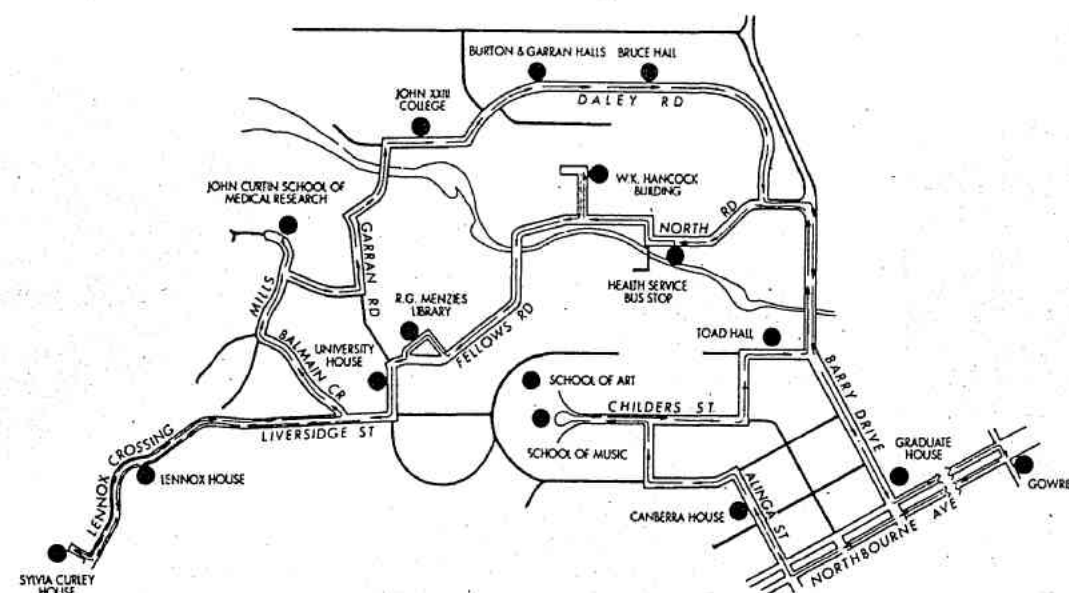 BURTON & GARRAN HALLS
BRUCE HALL
DALEY RD
JOHN XXIII
COLLEGE
W.K. HANCOCK
BUILDING
JOHN CURTIN SCHOOL OF
MEDICAL RESEARCH
GARRAN RD
NORTH RD
HEALTH SERVICE
BUS STOP
MILLS
R.G. MENZIES
LIBRARY
FELLOWS RD
TOAD HALL
BALMAIN CR
UNIVERSITY
HOUSE
BARRY DRIVE
SCHOOL OF ART
CHILDERS ST
LIVERSIDGE ST
SCHOOL OF MUSIC
LENNOX CROSSING
LENNOX HOUSE
GRADUATE
HOUSE
GOWRE
ALINGA ST
CANBERRA HOUSE
NORTHBOURNE AVE
SYLVIA CURLEY
HOUSE